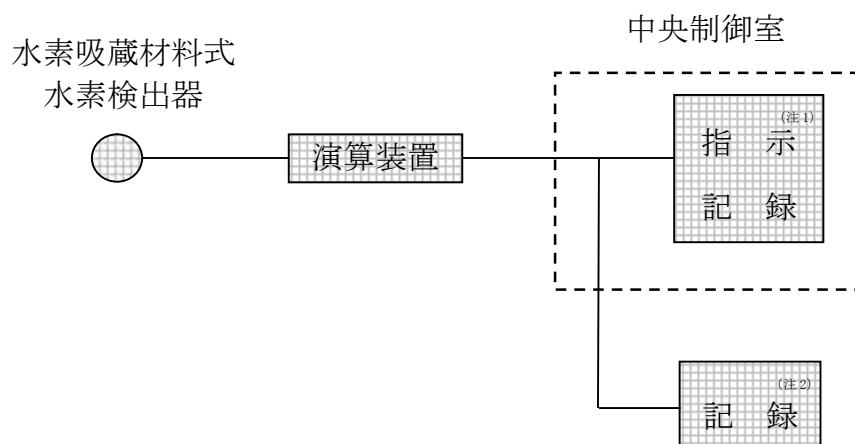 中央制御室
水素吸蔵材料式
水素検出器
演算装置
(注1)
指 示
記 録
(注2)
記 録